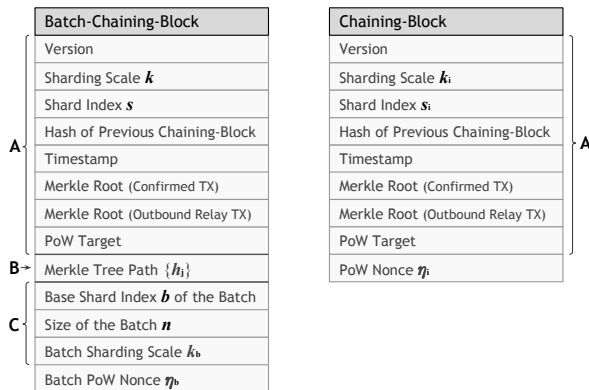 Batch-Chaining-Block
Version
Sharding Scale k
Shard Index s
Hash of Previous Chaining-Block
Timestamp
Merkle Root (Confirmed TX)
Merkle Root (Outbound Relay TX)
PoW Target
Merkle Tree Path {hj}
Base Shard Index b of the Batch
Size of the Batch n
Batch Sharding Scale kb
Batch PoW Nonce ηb
A
B
C
Chaining-Block
Version
Sharding Scale ki
Shard Index si
Hash of Previous Chaining-Block
Timestamp
Merkle Root (Confirmed TX)
Merkle Root (Outbound Relay TX)
PoW Target
PoW Nonce ηi
A